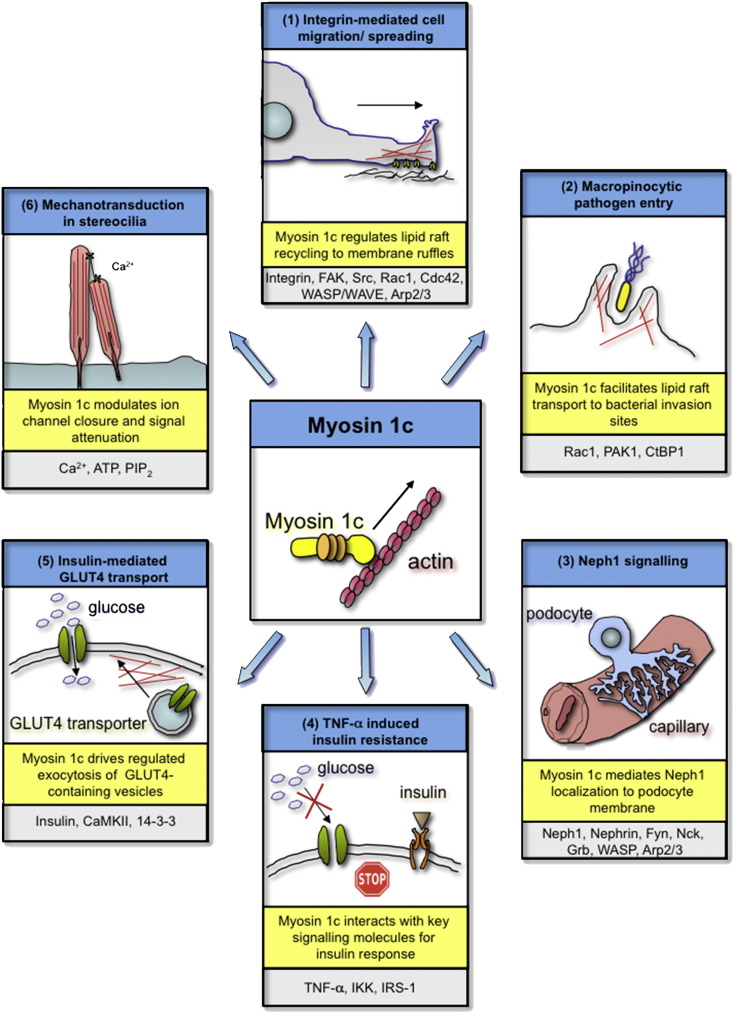 (1) Integrin-mediated cell
migration/ spreading
Myosin 1c regulates lipid raft
recycling to membrane ruffles
Integrin, FAK, Src, Rac1, Cdc42,
WASP/WAVE, Arp2/3
(2) Macropinocytic
pathogen entry
Myosin 1c facilitates lipid raft
transport to bacterial invasion
sites
Rac1, PAK1, CtBP1
(3) Neph1 signalling
podocyte
capillary
Myosin 1c mediates Neph1
localization to podocyte
membrane
Neph1, Nephrin, Fyn, Nck,
Grb, WASP, Arp2/3
(4) TNF-α induced
insulin resistance
glucose
insulin
STOP
Myosin 1c interacts with key
signalling molecules for
insulin response
TNF-α, IKK, IRS-1
(5) Insulin-mediated
GLUT4 transport
glucose
GLUT4 transporter
Myosin 1c drives regulated
exocytosis of GLUT4-
containing vesicles
Insulin, CaMKII, 14-3-3
(6) Mechanotransduction
in stereocilia
Ca²⁺
Myosin 1c modulates ion
channel closure and signal
attenuation
Ca²⁺, ATP, PIP₂
Myosin 1c
Myosin 1c
actin